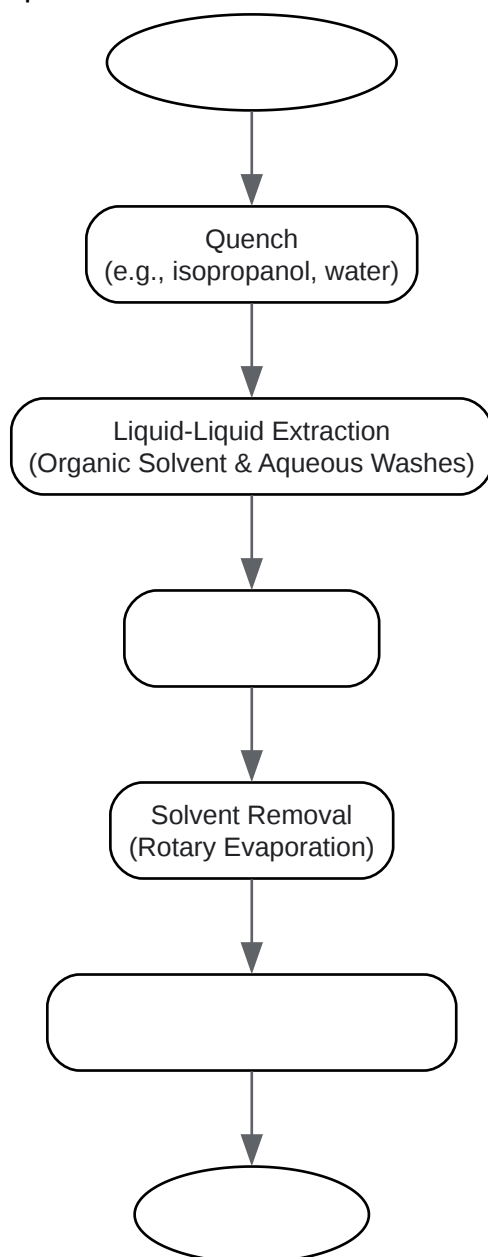 Quench
(e.g., isopropanol, water)
Liquid-Liquid Extraction
(Organic Solvent & Aqueous Washes)
Solvent Removal
(Rotary Evaporation)